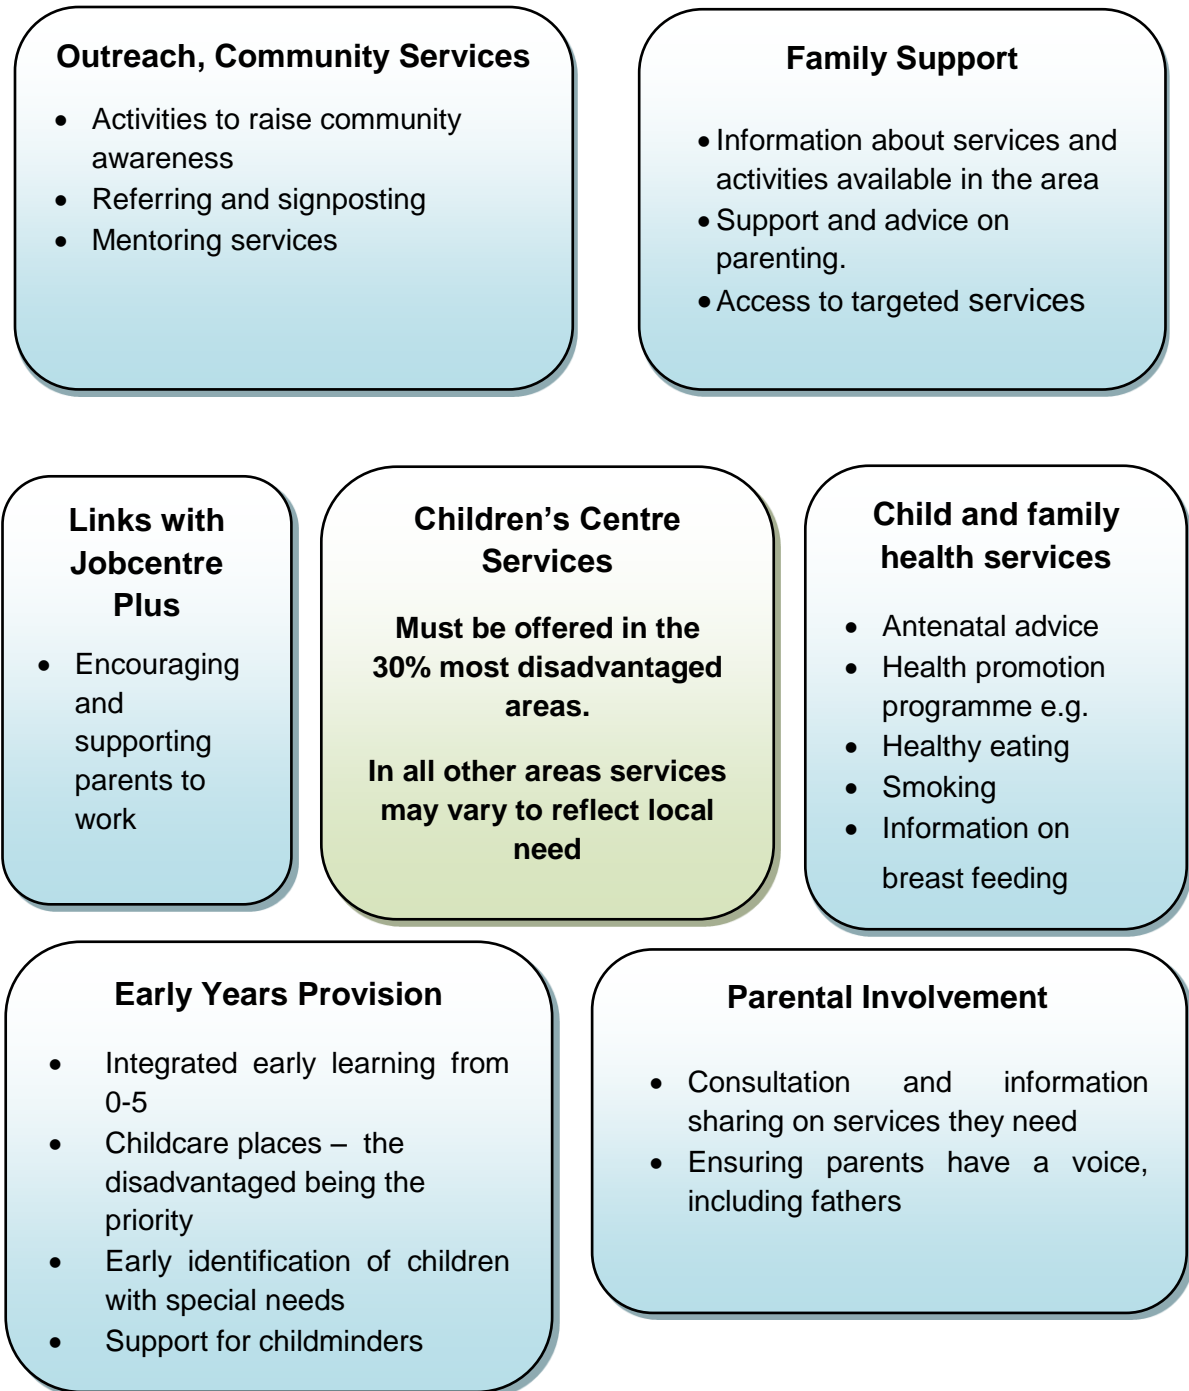 Outreach, Community Services
• Activities to raise community
awareness
• Referring and signposting
• Mentoring services
Family Support
• Information about services and
activities available in the area
• Support and advice on
parenting.
• Access to targeted services
Links with
Jobcentre
Plus
• Encouraging
and
supporting
parents to
work
Children’s Centre
Services
Must be offered in the
30% most disadvantaged
areas.
In all other areas services
may vary to reflect local
need
Child and family
health services
• Antenatal advice
• Health promotion
programme e.g.
• Healthy eating
• Smoking
• Information on
breast feeding
Early Years Provision
• Integrated early learning from
0-5
• Childcare places – the
disadvantaged being the
priority
• Early identification of children
with special needs
• Support for childminders
Parental Involvement
• Consultation and information
sharing on services they need
• Ensuring parents have a voice,
including fathers